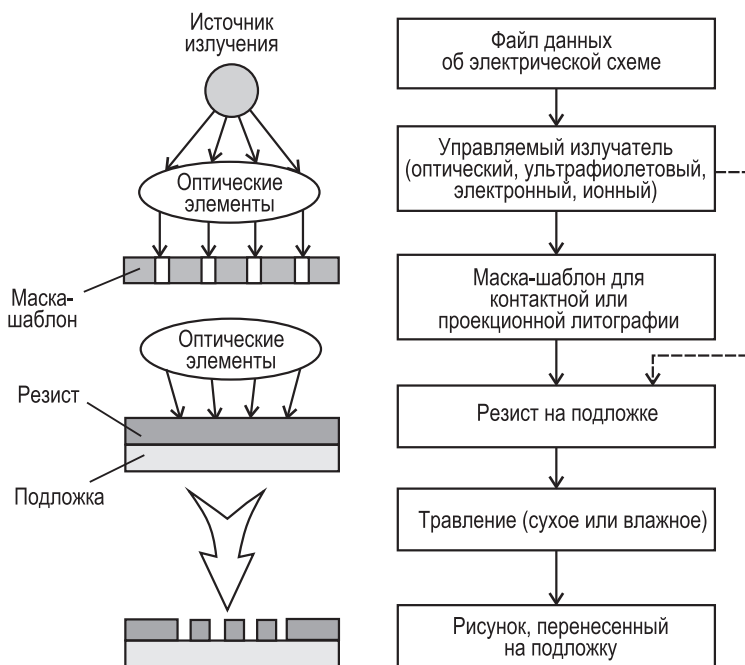 Источник
излучения
Оптические
элементы
Маска-
шаблон
Оптические
элементы
Резист
Подложка
Файл данных
об электрической схеме
Управляемый излучатель
(оптический, ультрафиолетовый,
электронный, ионный)
Маска-шаблон для
контактной или
проекционной литографии
Резист на подложке
Травление (сухое или влажное)
Рисунок, перенесенный
на подложку